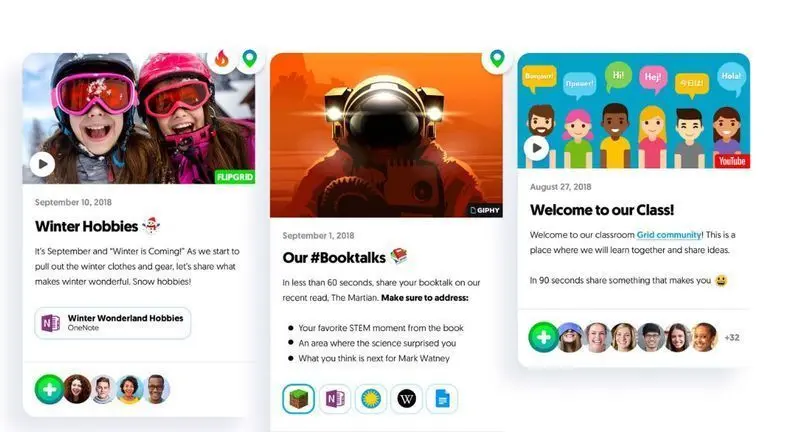 FLIPGRID
September 10, 2018
Winter Hobbies
It's September and "Winter is Coming!" As we start
to pull out the winter clothes and gear, let's share what
makes winter wonderful. Snow hobbies!
N
Winter Wonderland Hobbies
OneNote
GIPHY
September 1, 2018
Our #Booktalks
In less than 60 seconds, share your booktalk on our
recent read, The Martian. Make sure to address:
Your favorite STEM moment from the book
An area where the science surprised you
What you think is next for Mark Watney
N
W
Bonjour!
Привет!
Hi!
Hej!
Hola!
YouTube
August 27, 2018
Welcome to our Class!
Welcome to our classroom Grid community! This is a
place where we will learn together and share ideas.
In 90 seconds share something that makes you
+32